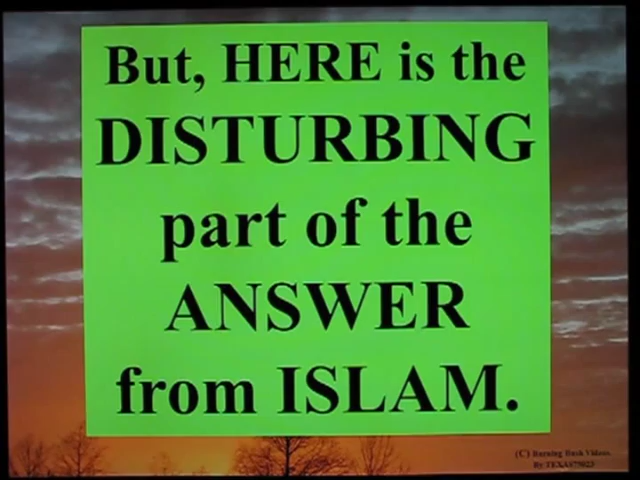 But, HERE is the
DISTURBING
part of the
ANSWER
from ISLAM.
(C) Burning Bush Videos.